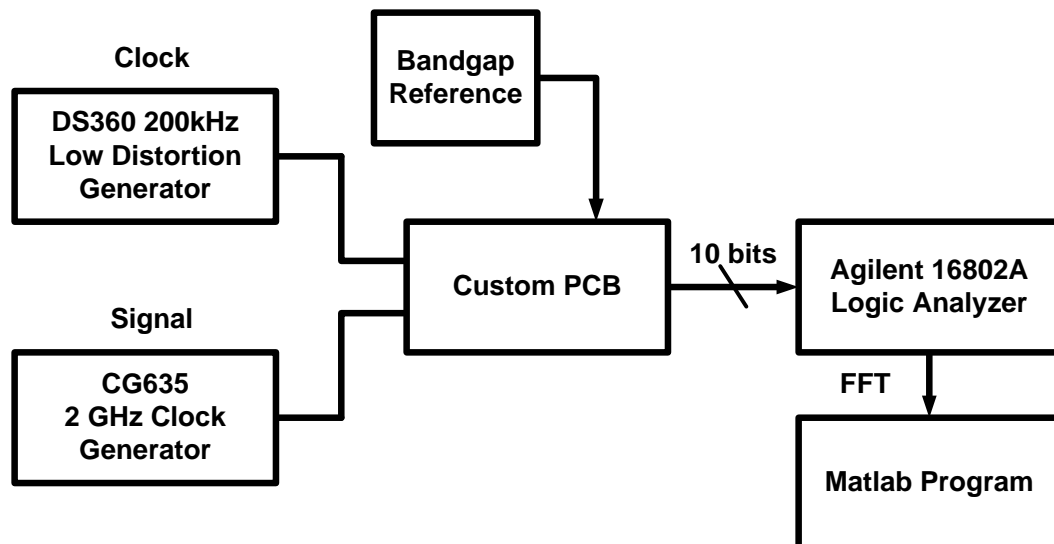 Clock
DS360 200kHz
Low Distortion
Generator
Bandgap
Reference
Signal
CG635
2 GHz Clock
Generator
Custom PCB
10 bits
Agilent 16802A
Logic Analyzer
FFT
Matlab Program